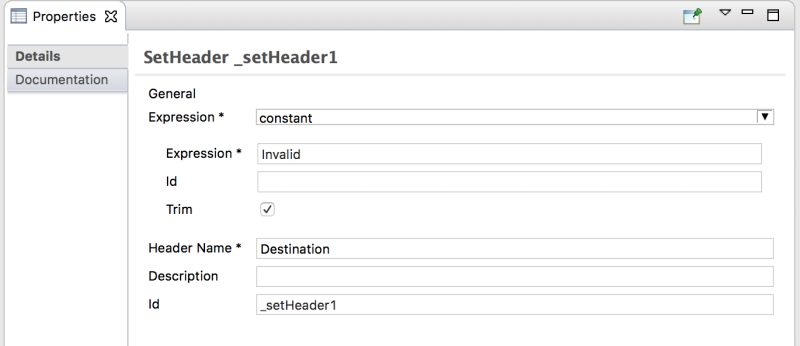 Properties
Details
Documentation
SetHeader _setHeader1
General
Expression * constant
Expression * Invalid
Id
Trim
Header Name * Destination
Description
Id _setHeader1